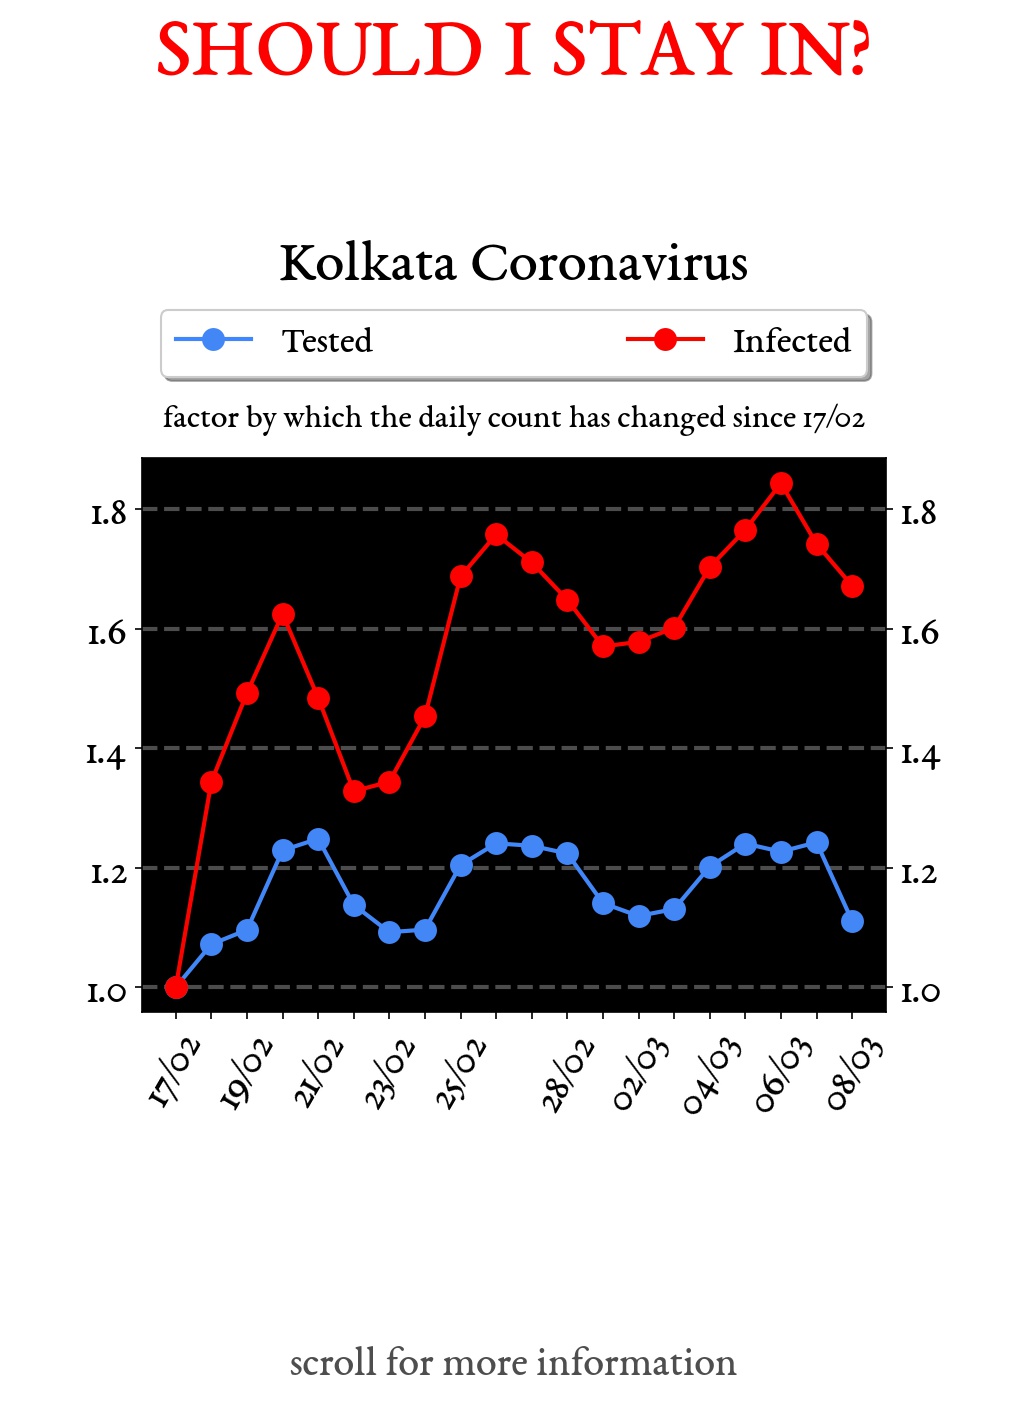 SHOULD I STAY IN?
Kolkata Coronavirus
Tested Infected
factor by which the daily count has changed since 17/02
1.8 1.8
1.6 1.6
1.4 1.4
1.2 1.2
1.0 1.0
17/02 19/02 21/02 23/02 25/02 28/02 02/03 04/03 06/03 08/03
scroll for more information